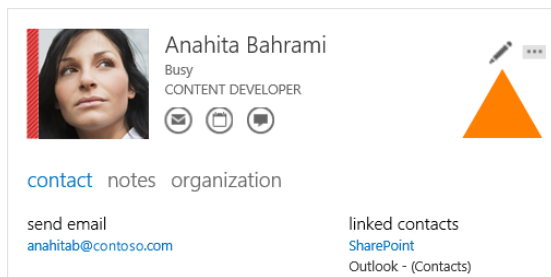 Anahita Bahrami
Busy
CONTENT DEVELOPER
contact notes organization
send email
anahitab@contoso.com
linked contacts
SharePoint
Outlook - (Contacts)